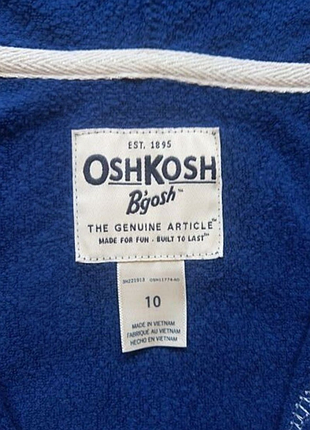 EST. 1895
OSHKOSH
B'gosh™
THE GENUINE ARTICLE™
MADE FOR FUN · BUILT TO LAST™
10
MADE IN VIETNAM
FABRIQUÉ AU VIETNAM
HECHO EN VIETNAM